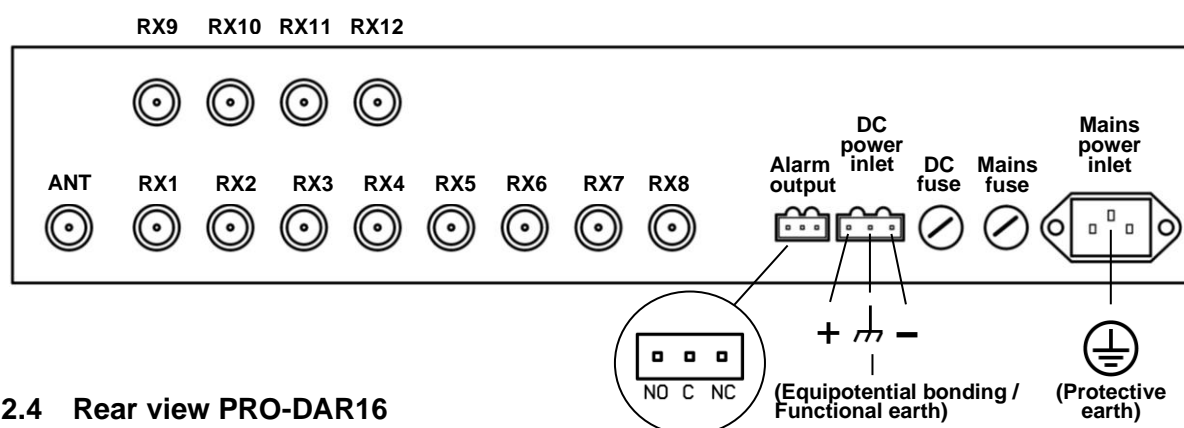 RX9 RX10 RX11 RX12
ANT RX1 RX2 RX3 RX4 RX5 RX6 RX7 RX8
Alarm
output
DC
power
inlet
DC
fuse
Mains
fuse
Mains
power
inlet
+ −
NO C NC
(Equipotential bonding /
Functional earth)
(Protective
earth)
2.4 Rear view PRO-DAR16